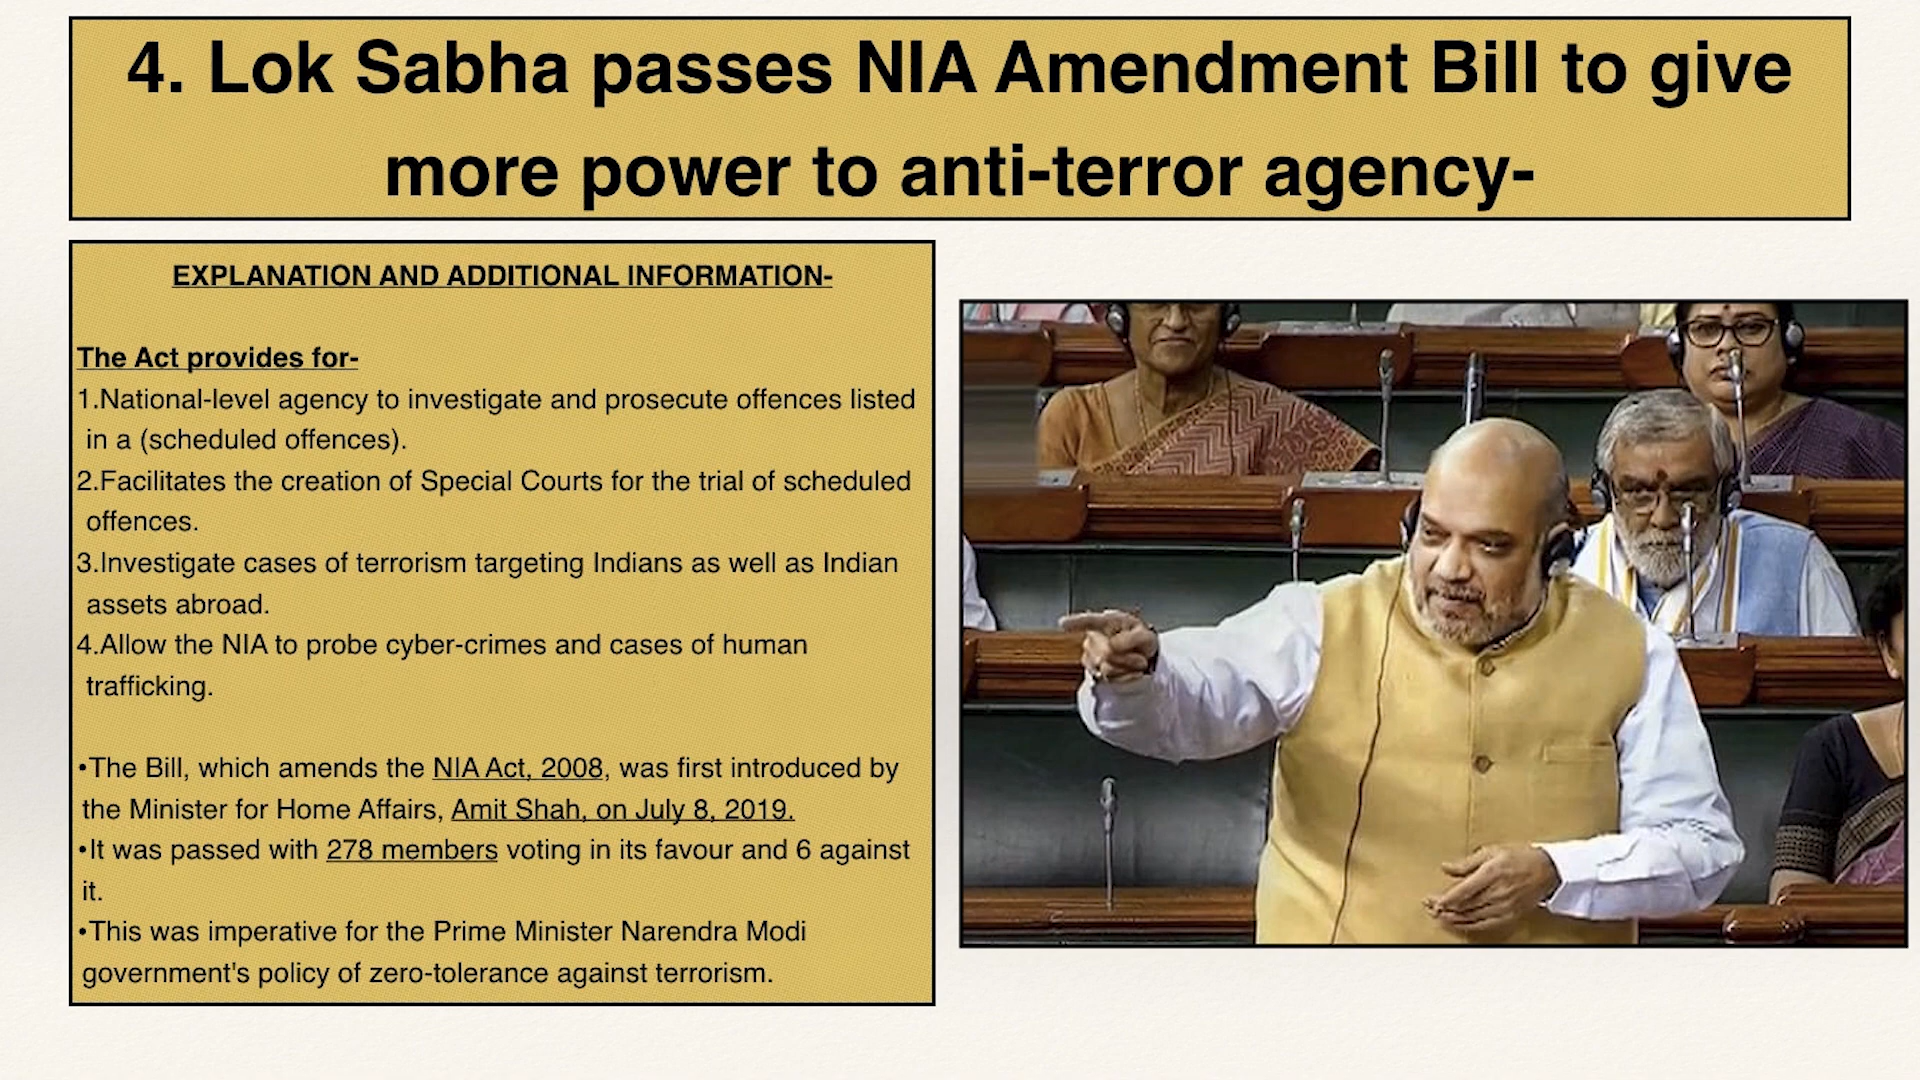 4. Lok Sabha passes NIA Amendment Bill to give
more power to anti-terror agency-
EXPLANATION AND ADDITIONAL INFORMATION-
The Act provides for-
1.National-level agency to investigate and prosecute offences listed
in a (scheduled offences).
2.Facilitates the creation of Special Courts for the trial of scheduled
offences.
3.Investigate cases of terrorism targeting Indians as well as Indian
assets abroad.
4.Allow the NIA to probe cyber-crimes and cases of human
trafficking.
•The Bill, which amends the NIA Act, 2008, was first introduced by
the Minister for Home Affairs, Amit Shah, on July 8, 2019.
•It was passed with 278 members voting in its favour and 6 against
it.
•This was imperative for the Prime Minister Narendra Modi
government's policy of zero-tolerance against terrorism.